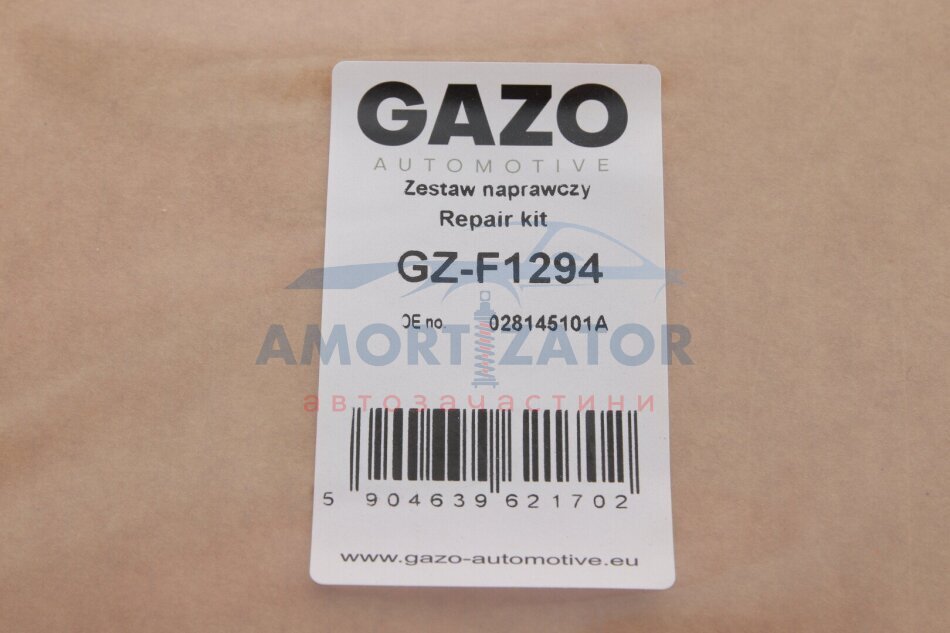 GAZO
AUTOMOTIVE
Zestaw naprawczy
Repair kit
GZ-F1294
OE no. 028145101A
AMORTIZATOR
автозапчастини
5 904639 621702
www.gazo-automotive.eu